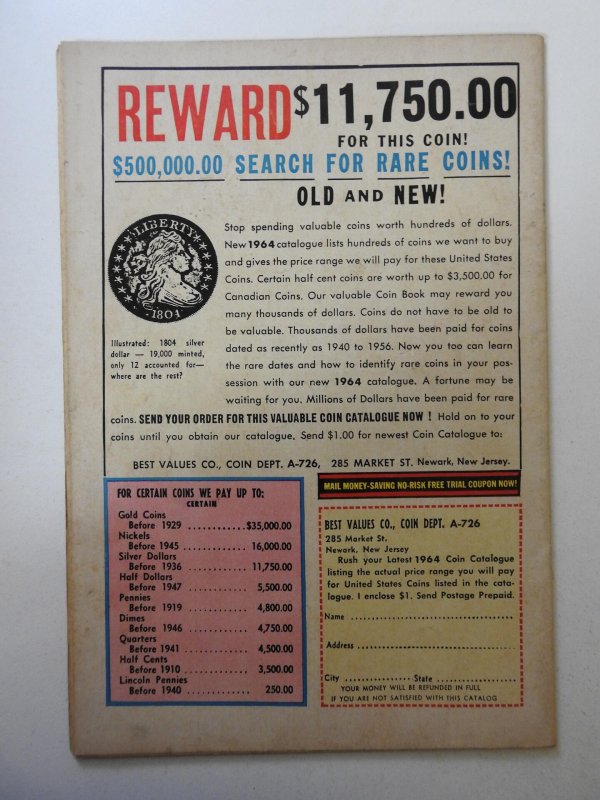 REWARD $11,750.00
FOR THIS COIN!
$500,000.00 SEARCH FOR RARE COINS!
OLD AND NEW!
LIBERTY
1804
Illustrated: 1804 silver
dollar — 19,000 minted,
only 12 accounted for—
where are the rest?
Stop spending valuable coins worth hundreds of dollars.
New 1964 catalogue lists hundreds of coins we want to buy
and gives the price range we will pay for these United States
Coins. Certain half cent coins are worth up to $3,500.00 for
Canadian Coins. Our valuable Coin Book may reward you
many thousands of dollars. Coins do not have to be old to
be valuable. Thousands of dollars have been paid for coins
dated as recently as 1940 to 1956. Now you too can learn
the rare dates and how to identify rare coins in your pos-
session with our new 1964 catalogue. A fortune may be
waiting for you. Millions of Dollars have been paid for rare
coins. SEND YOUR ORDER FOR THIS VALUABLE COIN CATALOGUE NOW ! Hold on to your
coins until you obtain our catalogue. Send $1.00 for newest Coin Catalogue to:
BEST VALUES CO., COIN DEPT. A-726, 285 MARKET ST. Newark, New Jersey.
FOR CERTAIN COINS WE PAY UP TO:
CERTAIN
Gold Coins
Before 1929 ............$35,000.00
Nickels
Before 1945 ........... 16,000.00
Silver Dollars
Before 1936 ........... 11,750.00
Half Dollars
Before 1947 ........... 5,500.00
Pennies
Before 1919 ........... 4,800.00
Dimes
Before 1946 ........... 4,750.00
Quarters
Before 1941 ........... 4,500.00
Half Cents
Before 1910 ........... 3,500.00
Lincoln Pennies
Before 1940 ........... 250.00
MAIL MONEY-SAVING NO-RISK FREE TRIAL COUPON NOW!
BEST VALUES CO., COIN DEPT. A-726
285 Market St.
Newark, New Jersey
Rush your Latest 1964 Coin Catalogue
listing the actual price range you will pay
for United States Coins listed in the cata-
logue. I enclose $1. Send Postage Prepaid.
Name ........................................
Address ........................................
City ................. State ....................
YOUR MONEY WILL BE REFUNDED IN FULL
IF YOU ARE NOT SATISFIED WITH THIS CATALOG